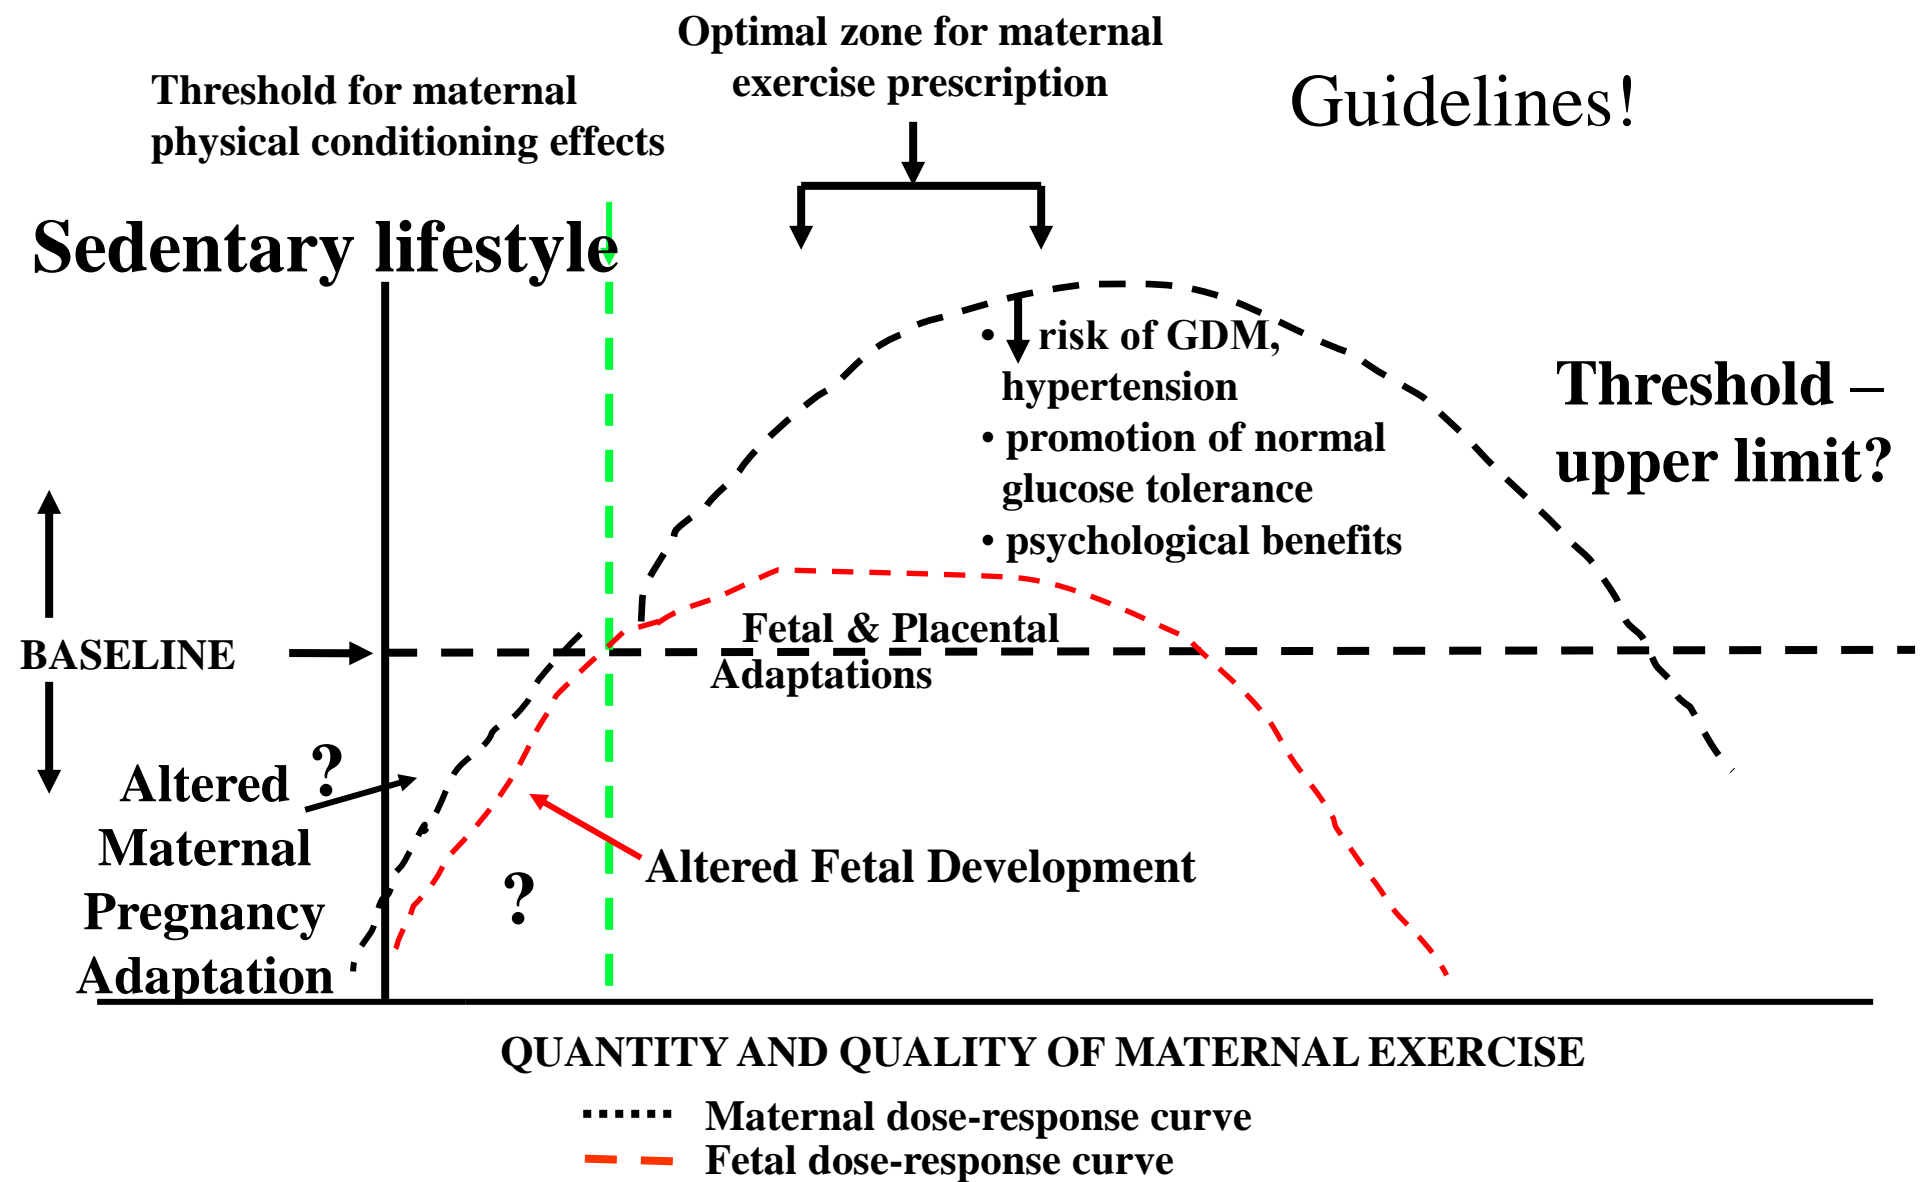 Optimal zone for maternal
exercise prescription
Guidelines!
Threshold for maternal
physical conditioning effects
Sedentary lifestyle
• risk of GDM,
hypertension
• promotion of normal
glucose tolerance
• psychological benefits
Threshold –
upper limit?
BASELINE
Fetal & Placental
Adaptations
?
Altered
Maternal
Pregnancy
Adaptation
Altered Fetal Development
?
QUANTITY AND QUALITY OF MATERNAL EXERCISE
Maternal dose-response curve
Fetal dose-response curve